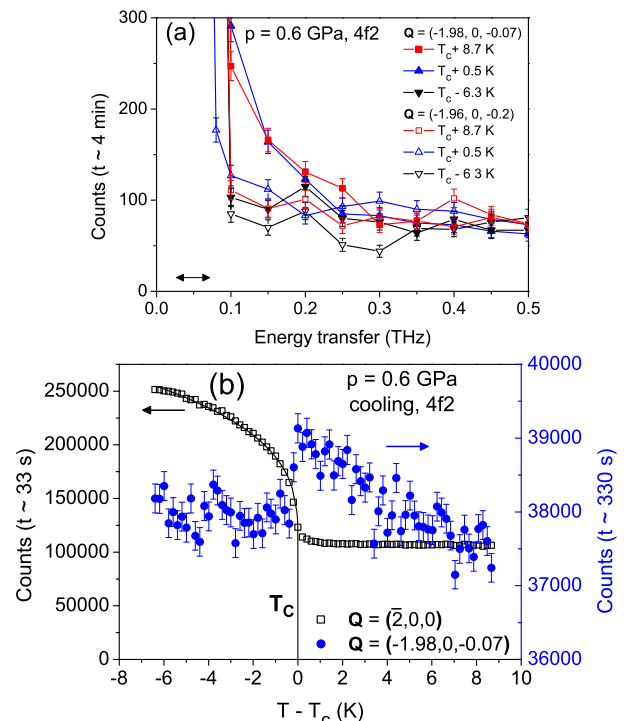 (a)
p = 0.6 GPa, 4f2
Q = (-1.98, 0, -0.07)
T_c + 8.7 K
T_c + 0.5 K
T_c - 6.3 K
Q = (-1.96, 0, -0.2)
T_c + 8.7 K
T_c + 0.5 K
T_c - 6.3 K
300
200
100
0
Counts (t ~ 4 min)
0.0 0.1 0.2 0.3 0.4 0.5
Energy transfer (THz)
(b)
p = 0.6 GPa
cooling, 4f2
250000
200000
150000
100000
50000
0
Counts (t ~ 33 s)
40000
39000
38000
37000
36000
Counts (t ~ 330 s)
T_C
Q = (2̅,0,0)
Q = (-1.98,0,-0.07)
-8 -6 -4 -2 0 2 4 6 8 10
T - T_c (K)